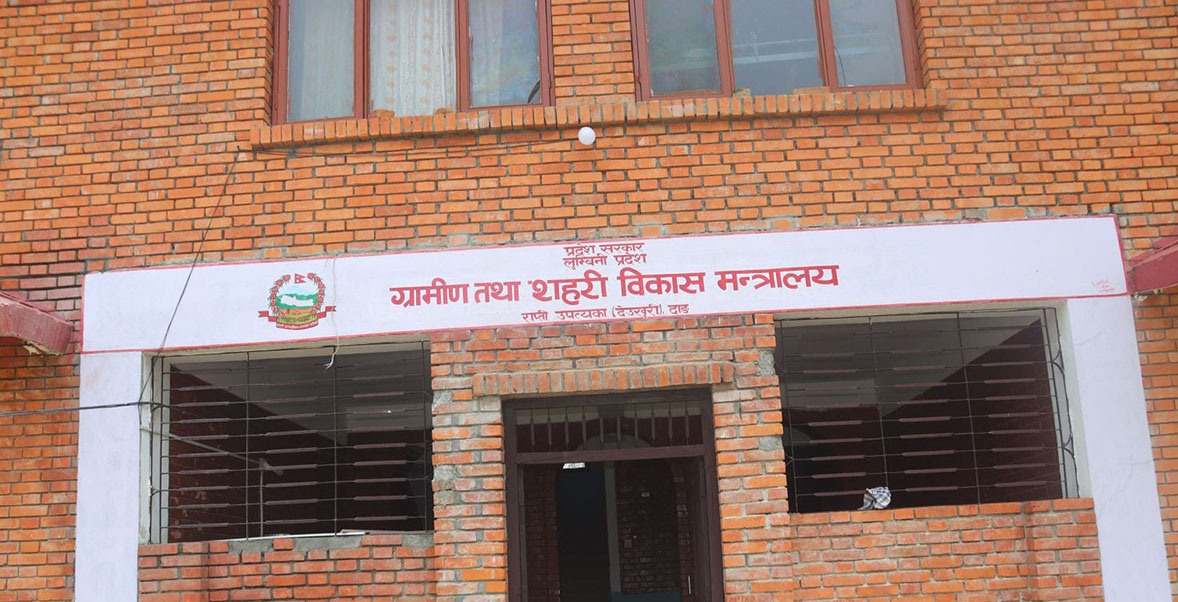 प्रदेश सरकार
लुम्बिनी प्रदेश
ग्रामीण तथा शहरी विकास मन्त्रालय
राप्ती उपत्यका (देउखुरी), दाङ